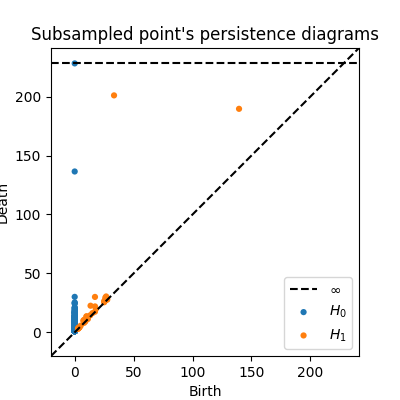 Subsampled point's persistence diagrams
Death
200
150
100
50
0
∞
H₀
H₁
0
50
100
150
200
Birth